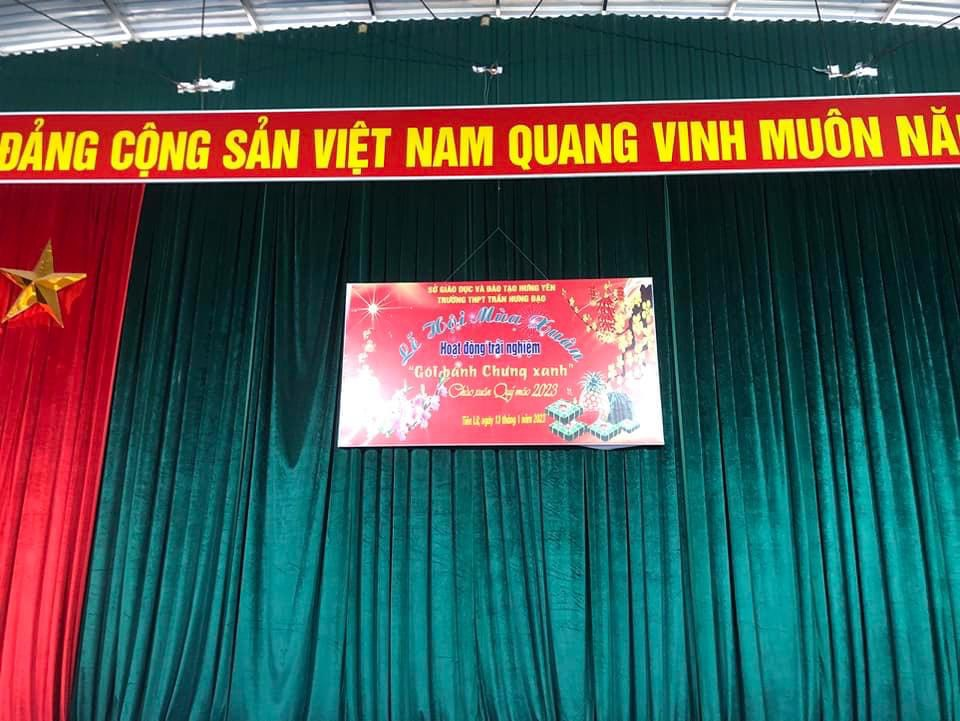 ĐẢNG CỘNG SẢN VIỆT NAM QUANG VINH MUÔN NĂ
SỞ GIÁO DỤC VÀ ĐÀO TẠO HƯNG YÊN
TRƯỜNG THPT TRẦN HƯNG ĐẠO
Lễ Hội Mùa Xuân
Hoạt động trải nghiệm
"Gói bánh Chưng xanh"
Chào xuân Quý mão 2023
Tiên Lữ, ngày 13 tháng 1 năm 2023